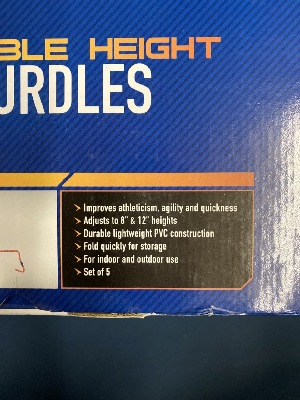 BLE HEIGHT
URDLES
Improves athleticism, agility and quickness
Adjusts to 6" & 12" heights
Durable lightweight PVC construction
Fold quickly for storage
For indoor and outdoor use
Set of 5